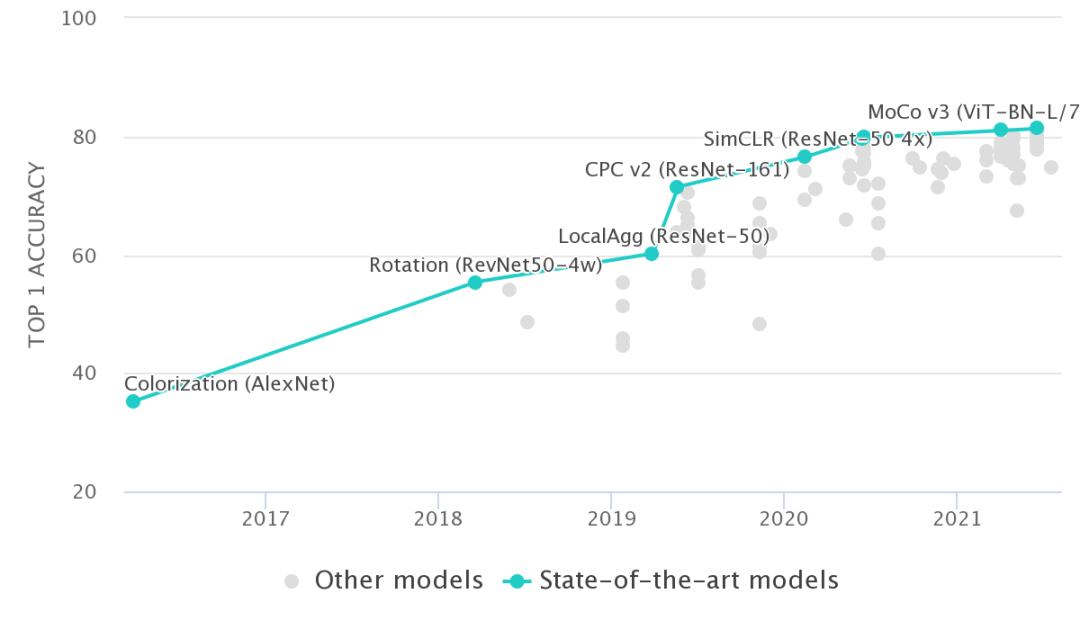 100
80
60
40
20
TOP 1 ACCURACY
MoCo v3 (ViT-BN-L/7
SimCLR (ResNet-50 4x)
CPC v2 (ResNet-161)
LocalAgg (ResNet-50)
Rotation (RevNet50-4w)
Colorization (AlexNet)
2017
2018
2019
2020
2021
Other models
State-of-the-art models